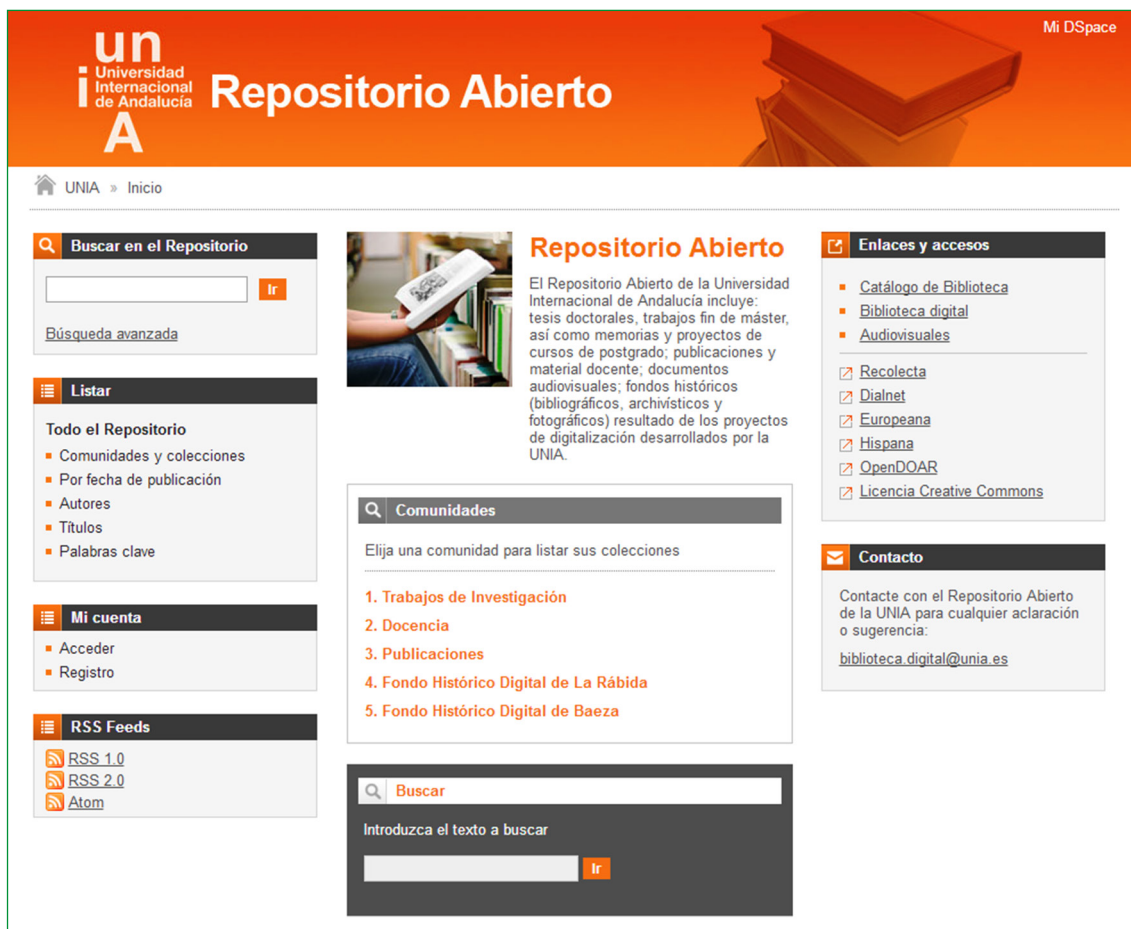 Mi DSpace
un
i Universidad
Internacional
de Andalucía
A
Repositorio Abierto
UNIA » Inicio
Buscar en el Repositorio
Ir
Búsqueda avanzada
Listar
Todo el Repositorio
Comunidades y colecciones
Por fecha de publicación
Autores
Títulos
Palabras clave
Mi cuenta
Acceder
Registro
RSS Feeds
RSS 1.0
RSS 2.0
Atom
Repositorio Abierto
El Repositorio Abierto de la Universidad
Internacional de Andalucía incluye:
tesis doctorales, trabajos fin de máster,
así como memorias y proyectos de
cursos de postgrado; publicaciones y
material docente; documentos
audiovisuales; fondos históricos
(bibliográficos, archivísticos y
fotográficos) resultado de los proyectos
de digitalización desarrollados por la
UNIA.
Comunidades
Elija una comunidad para listar sus colecciones
1. Trabajos de Investigación
2. Docencia
3. Publicaciones
4. Fondo Histórico Digital de La Rábida
5. Fondo Histórico Digital de Baeza
Buscar
Introduzca el texto a buscar
Ir
Enlaces y accesos
Catálogo de Biblioteca
Biblioteca digital
Audiovisuales
Recolecta
Dialnet
Europeana
Hispana
OpenDOAR
Licencia Creative Commons
Contacto
Contacte con el Repositorio Abierto
de la UNIA para cualquier aclaración
o sugerencia:
biblioteca.digital@unia.es